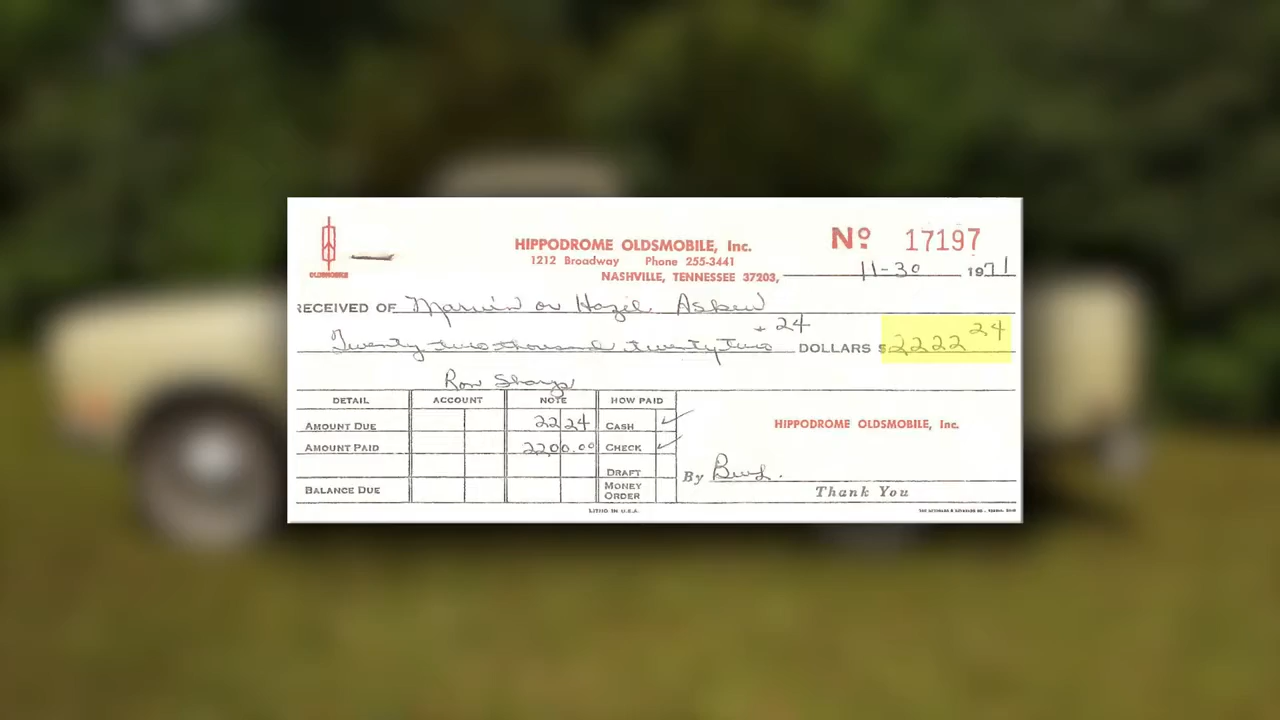 OLDSMOBILE
HIPPODROME OLDSMOBILE, Inc.
1212 Broadway Phone 255-3441
NASHVILLE, TENNESSEE 37203,
Nº 17197
11-30 1971
RECEIVED OF Marvin or Hazel Askew
Twenty two thousand twenty two + 24 DOLLARS $2222 24
Ron Sharp
DETAIL ACCOUNT NOTE HOW PAID
AMOUNT DUE 22 24 CASH ✓
AMOUNT PAID 2200.00 CHECK ✓
DRAFT
BALANCE DUE MONEY ORDER
HIPPODROME OLDSMOBILE, Inc.
By
Thank You
LITHO IN U.S.A.